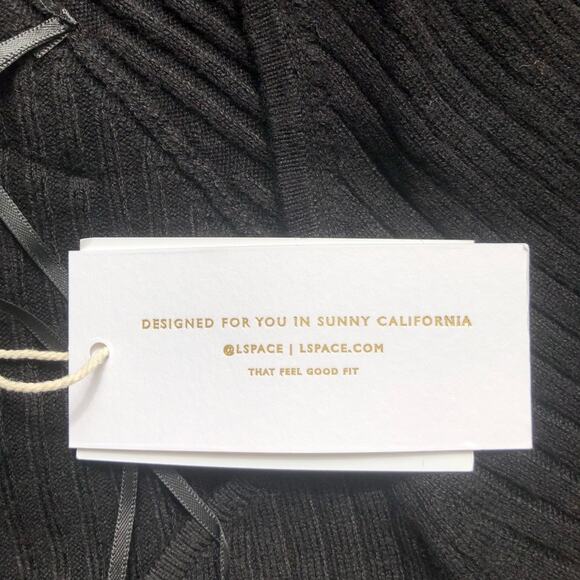 DESIGNED FOR YOU IN SUNNY CALIFORNIA
@LSPACE | LSPACE.COM
THAT FEEL GOOD FIT